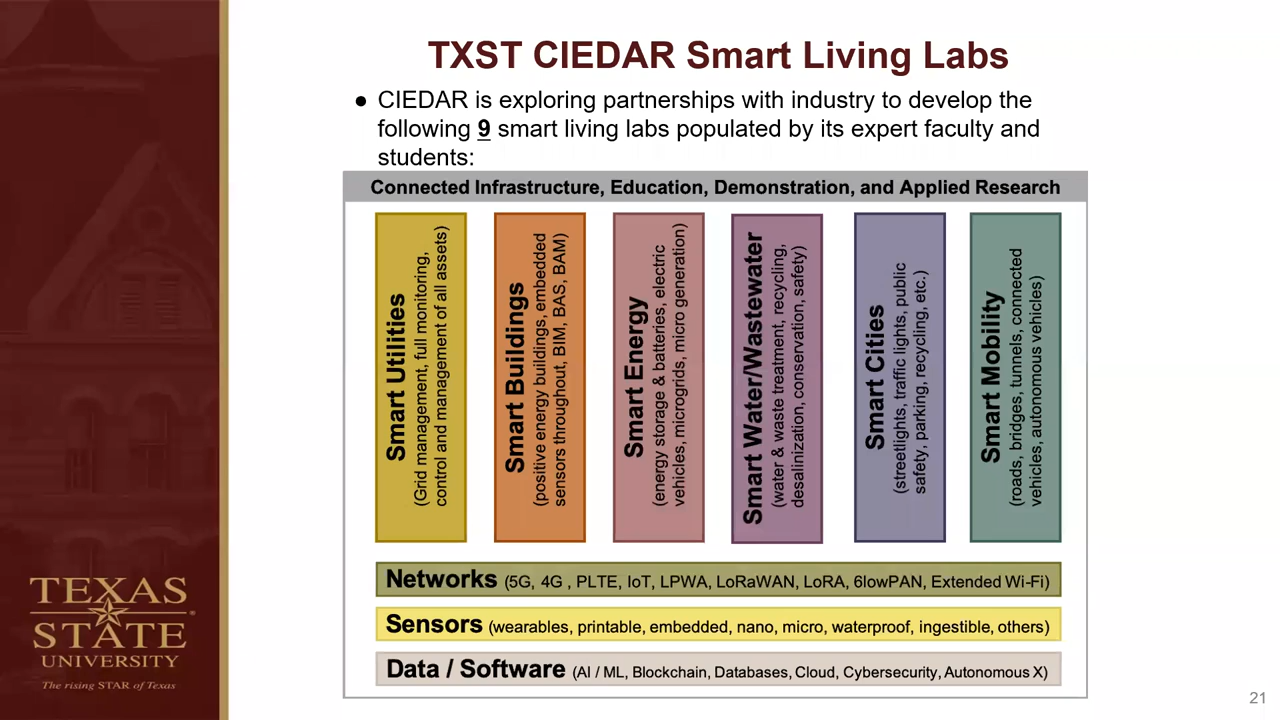 TXST CIEDAR Smart Living Labs
● CIEDAR is exploring partnerships with industry to develop the
following 9 smart living labs populated by its expert faculty and
students:
Connected Infrastructure, Education, Demonstration, and Applied Research
Smart Utilities
(Grid management, full monitoring,
control and management of all assets)
Smart Buildings
(positive energy buildings, embedded
sensors throughout, BIM, BAS, BAM)
Smart Energy
(energy storage & batteries, electric
vehicles, microgrids, micro generation)
Smart Water/Wastewater
(water & waste treatment, recycling,
desalinization, conservation, safety)
Smart Cities
(streetlights, traffic lights, public
safety, parking, recycling, etc.)
Smart Mobility
(roads, bridges, tunnels, connected
vehicles, autonomous vehicles)
Networks (5G, 4G , PLTE, IoT, LPWA, LoRaWAN, LoRA, 6lowPAN, Extended Wi-Fi)
Sensors (wearables, printable, embedded, nano, micro, waterproof, ingestible, others)
Data / Software (AI / ML, Blockchain, Databases, Cloud, Cybersecurity, Autonomous X)
TEXAS
STATE
UNIVERSITY
The rising STAR of Texas
21